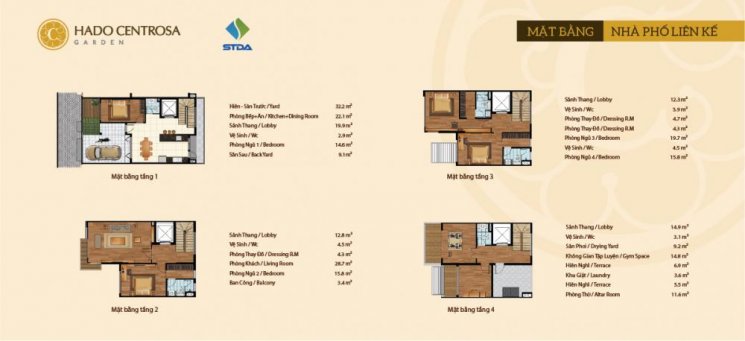 HADO CENTROSA
GARDEN
STDA
MẶT BẰNG NHÀ PHỐ LIÊN KẾ
Hiên - Sân Trước / Yard 32.2 m²
Phòng Bếp+Ăn / Kitchen+Dining Room 22.1 m²
Sảnh Thang / Lobby 19.9 m²
Vệ Sinh / Wc 2.9 m²
Phòng Ngủ 1 / Bedroom 14.6 m²
Sân Sau / BackYard 9.1 m²
Mặt bằng tầng 1
Sảnh Thang / Lobby 12.8 m²
Vệ Sinh / Wc 4.5 m²
Phòng Thay Đồ / Dressing R.M 4.3 m²
Phòng Khách / Living Room 28.7 m²
Phòng Ngủ 2 / Bedroom 15.8 m²
Ban Công / Balcony 3.4 m²
Mặt bằng tầng 2
Sảnh Thang / Lobby 12.3 m²
Vệ Sinh / Wc 3.9 m²
Phòng Thay Đồ / Dressing R.M 4.7 m²
Phòng Thay Đồ / Dressing R.M 4.3 m²
Phòng Ngủ 3 / Bedroom 19.7 m²
Vệ Sinh / Wc 4.5 m²
Phòng Ngủ 4 / Bedroom 15.8 m²
Mặt bằng tầng 3
Sảnh Thang / Lobby 14.9 m²
Vệ Sinh / Wc 3.1 m²
Sân Phơi / Drying Yard 9.2 m²
Không Gian Tập Luyện / Gym Space 14.8 m²
Hiên Nghỉ / Terrace 6.9 m²
Khu Giặt / Laundry 3.6 m²
Hiên Nghỉ / Terrace 5.5 m²
Phòng Thờ / Altar Room 11.6 m²
Mặt bằng tầng 4